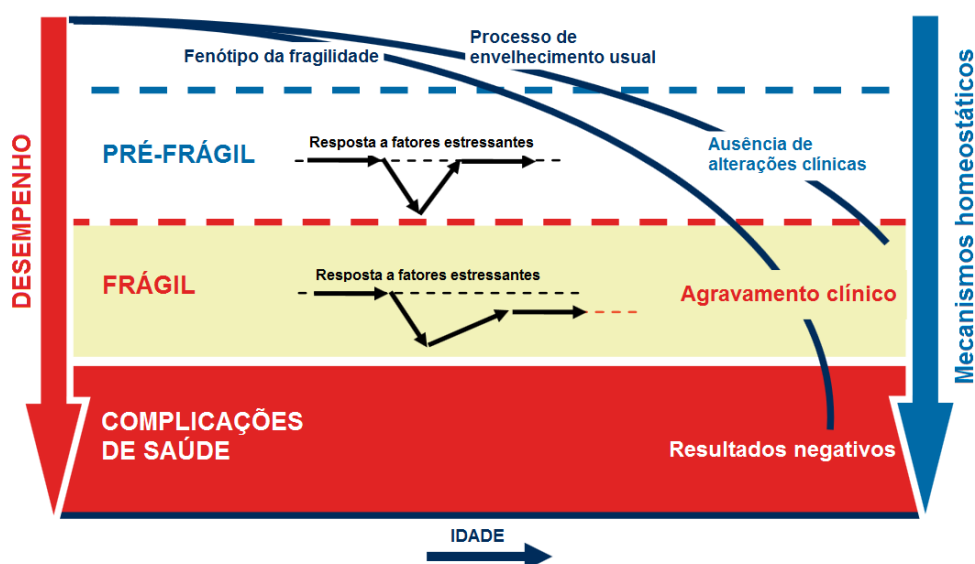 Processo de
envelhecimento usual
Fenótipo da fragilidade
DESEMPENHO
Mecanismos homeostáticos
PRÉ-FRÁGIL
Resposta a fatores estressantes
Ausência de
alterações clínicas
FRÁGIL
Resposta a fatores estressantes
Agravamento clínico
COMPLICAÇÕES
DE SAÚDE
Resultados negativos
IDADE